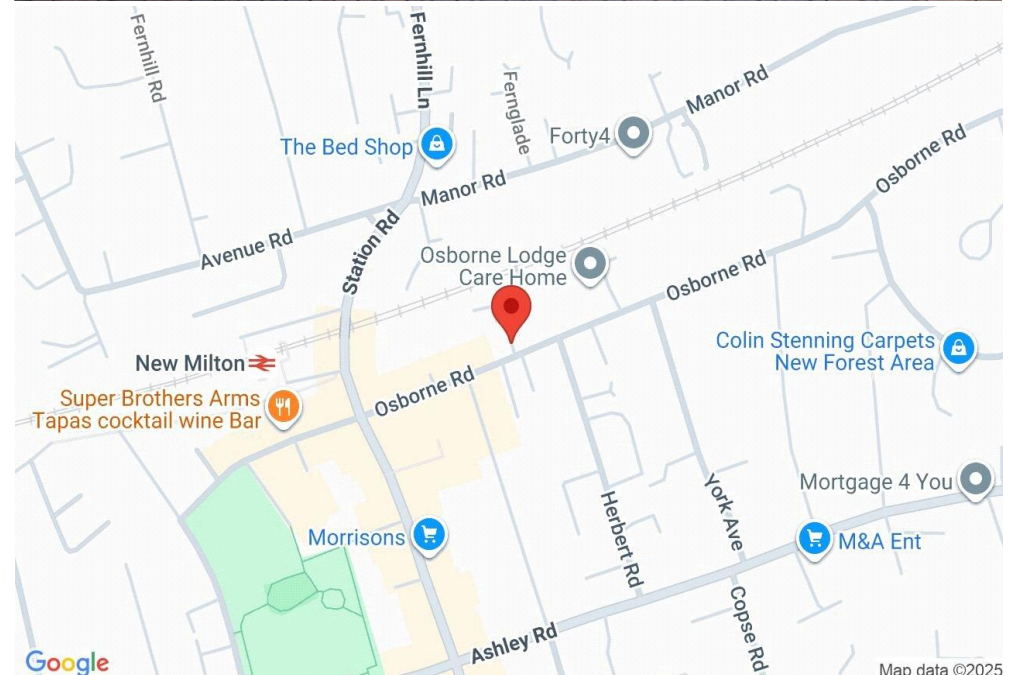 Fernhill Rd
Fernhill Ln
Fernglade
Manor Rd
Forty4
The Bed Shop
Manor Rd
Osborne Rd
Avenue Rd
Station Rd
Osborne Lodge
Care Home
Osborne Rd
New Milton
Colin Stenning Carpets
New Forest Area
Super Brothers Arms
Tapas cocktail wine Bar
Osborne Rd
Mortgage 4 You
York Ave
Herbert Rd
Morrisons
M&A Ent
Copse Rd
Ashley Rd
Google
Map data ©2025